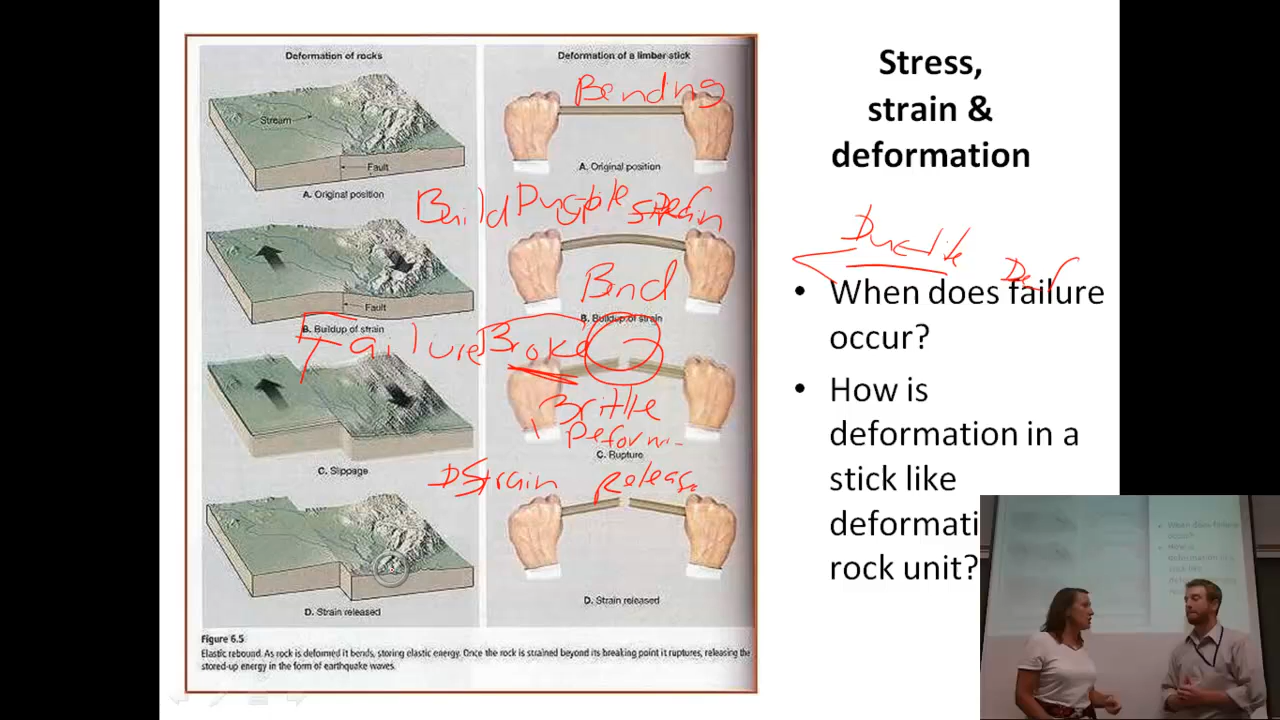 Stress,
strain &
deformation
Deformation of rocks
Deformation of a limber stick
Bending
Stream
Fault
A. Original position
A. Original position
Build
Ductile
Def
Bend
Fault
B. Buildup of strain
B. Buildup of strain
Failure Broke
Brittle
Deform
C. Slippage
C. Rupture
Strain Release
D. Strain released
D. Strain released
Figure 6.5
Elastic rebound. As rock is deformed it bends, storing elastic energy. Once the rock is strained beyond its breaking point it ruptures, releasing the
stored-up energy in the form of earthquake waves.
• When does failure
occur?
• How is
deformation in a
stick like
deformati
rock unit?